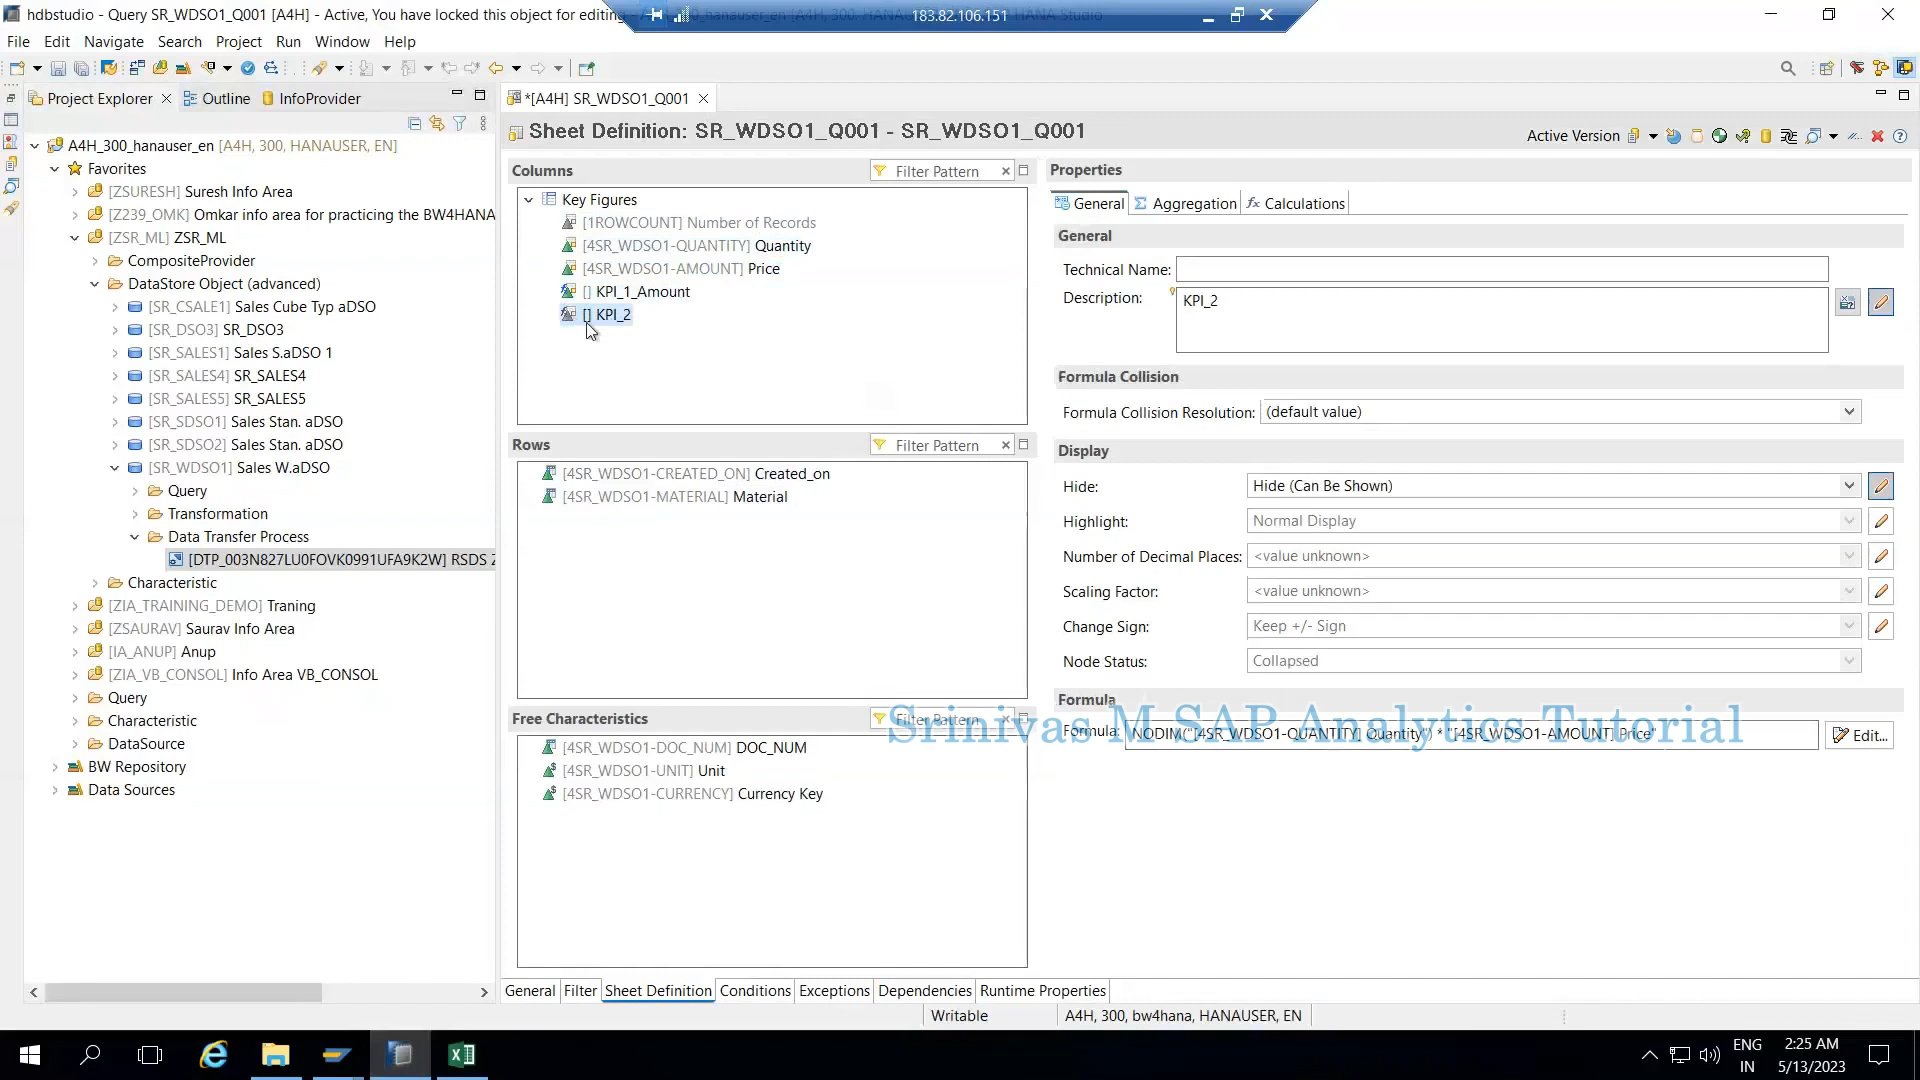 hdbstudio - Query SR_WDSO1_Q001 [A4H] - Active, You have locked this object for editing
183.82.106.151
File Edit Navigate Search Project Run Window Help
Project Explorer Outline InfoProvider
*[A4H] SR_WDSO1_Q001
A4H_300_hanauser_en [A4H, 300, HANAUSER, EN]
Favorites
[ZSURESH] Suresh Info Area
[Z239_OMK] Omkar info area for practicing the BW4HANA
[ZSR_ML] ZSR_ML
CompositeProvider
DataStore Object (advanced)
[SR_CSALE1] Sales Cube Typ aDSO
[SR_DSO3] SR_DSO3
[SR_SALES1] Sales S.aDSO 1
[SR_SALES4] SR_SALES4
[SR_SALES5] SR_SALES5
[SR_SDSO1] Sales Stan. aDSO
[SR_SDSO2] Sales Stan. aDSO
[SR_WDSO1] Sales W.aDSO
Query
Transformation
Data Transfer Process
[DTP_003N827LU0FOVK0991UFA9K2W] RSDS
Characteristic
[ZIA_TRAINING_DEMO] Traning
[ZSAURAV] Saurav Info Area
[IA_ANUP] Anup
[ZIA_VB_CONSOL] Info Area VB_CONSOL
Query
Characteristic
DataSource
BW Repository
Data Sources
Sheet Definition: SR_WDSO1_Q001 - SR_WDSO1_Q001
Active Version
Columns
Filter Pattern
Key Figures
[1ROWCOUNT] Number of Records
[4SR_WDSO1-QUANTITY] Quantity
[4SR_WDSO1-AMOUNT] Price
[] KPI_1_Amount
[] KPI_2
Rows
Filter Pattern
[4SR_WDSO1-CREATED_ON] Created_on
[4SR_WDSO1-MATERIAL] Material
Free Characteristics
Filter Pattern
[4SR_WDSO1-DOC_NUM] DOC_NUM
[4SR_WDSO1-UNIT] Unit
[4SR_WDSO1-CURRENCY] Currency Key
Properties
General Aggregation Calculations
General
Technical Name:
Description: KPI_2
Formula Collision
Formula Collision Resolution: (default value)
Display
Hide: Hide (Can Be Shown)
Highlight: Normal Display
Number of Decimal Places: <value unknown>
Scaling Factor: <value unknown>
Change Sign: Keep +/- Sign
Node Status: Collapsed
Formula
Srinivas M SAP Analytics Tutorial
Formula: NODIM("[4SR_WDSO1-QUANTITY] Quantity") * "[4SR_WDSO1-AMOUNT] Price"
Edit...
General Filter Sheet Definition Conditions Exceptions Dependencies Runtime Properties
Writable A4H, 300, bw4hana, HANAUSER, EN
ENG
IN
2:25 AM
5/13/2023